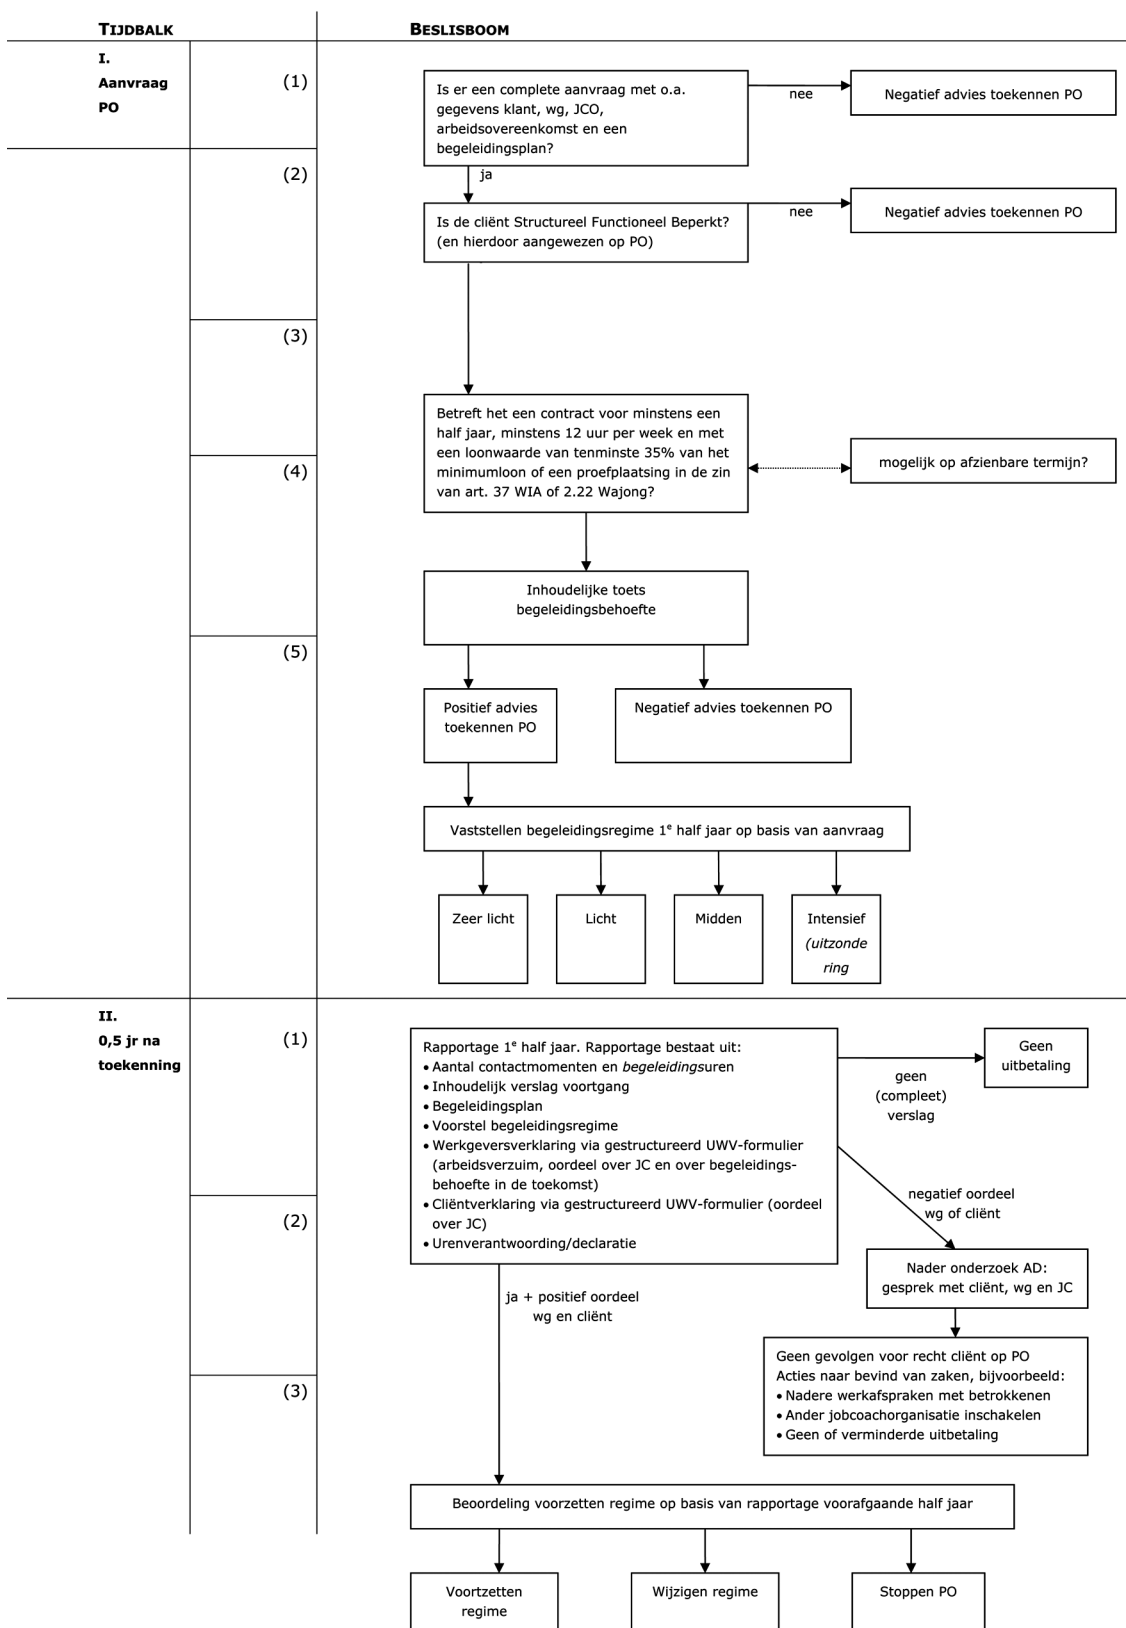 TIJDBALK
BESLISBOOM
I.
Aanvraag
PO
(1)
Is er een complete aanvraag met o.a.
gegevens klant, wg, JCO,
arbeidsovereenkomst en een
begeleidingsplan?
nee
Negatief advies toekennen PO
ja
(2)
Is de cliënt Structureel Functioneel Beperkt?
(en hierdoor aangewezen op PO)
nee
Negatief advies toekennen PO
(3)
Betreft het een contract voor minstens een
half jaar, minstens 12 uur per week en met
een loonwaarde van tenminste 35% van het
minimumloon of een proefplaatsing in de zin
van art. 37 WIA of 2.22 Wajong?
mogelijk op afzienbare termijn?
(4)
Inhoudelijke toets
begeleidingsbehoefte
(5)
Positief advies
toekennen PO
Negatief advies toekennen PO
Vaststellen begeleidingsregime 1e half jaar op basis van aanvraag
Zeer licht
Licht
Midden
Intensief
(uitzonde
ring
II.
0,5 jr na
toekenning
(1)
Rapportage 1e half jaar. Rapportage bestaat uit:
• Aantal contactmomenten en begeleidingsuren
• Inhoudelijk verslag voortgang
• Begeleidingsplan
• Voorstel begeleidingsregime
• Werkgeversverklaring via gestructureerd UWV-formulier
(arbeidsverzuim, oordeel over JC en over begeleidings-
behoefte in de toekomst)
• Cliëntverklaring via gestructureerd UWV-formulier (oordeel
over JC)
• Urenverantwoording/declaratie
geen
(compleet)
verslag
Geen
uitbetaling
negatief oordeel
wg of cliënt
(2)
Nader onderzoek AD:
gesprek met cliënt, wg en JC
ja + positief oordeel
wg en cliënt
Geen gevolgen voor recht cliënt op PO
Acties naar bevind van zaken, bijvoorbeeld:
• Nadere werkafspraken met betrokkenen
• Ander jobcoachorganisatie inschakelen
• Geen of verminderde uitbetaling
(3)
Beoordeling voorzetten regime op basis van rapportage voorafgaande half jaar
Voortzetten
regime
Wijzigen regime
Stoppen PO